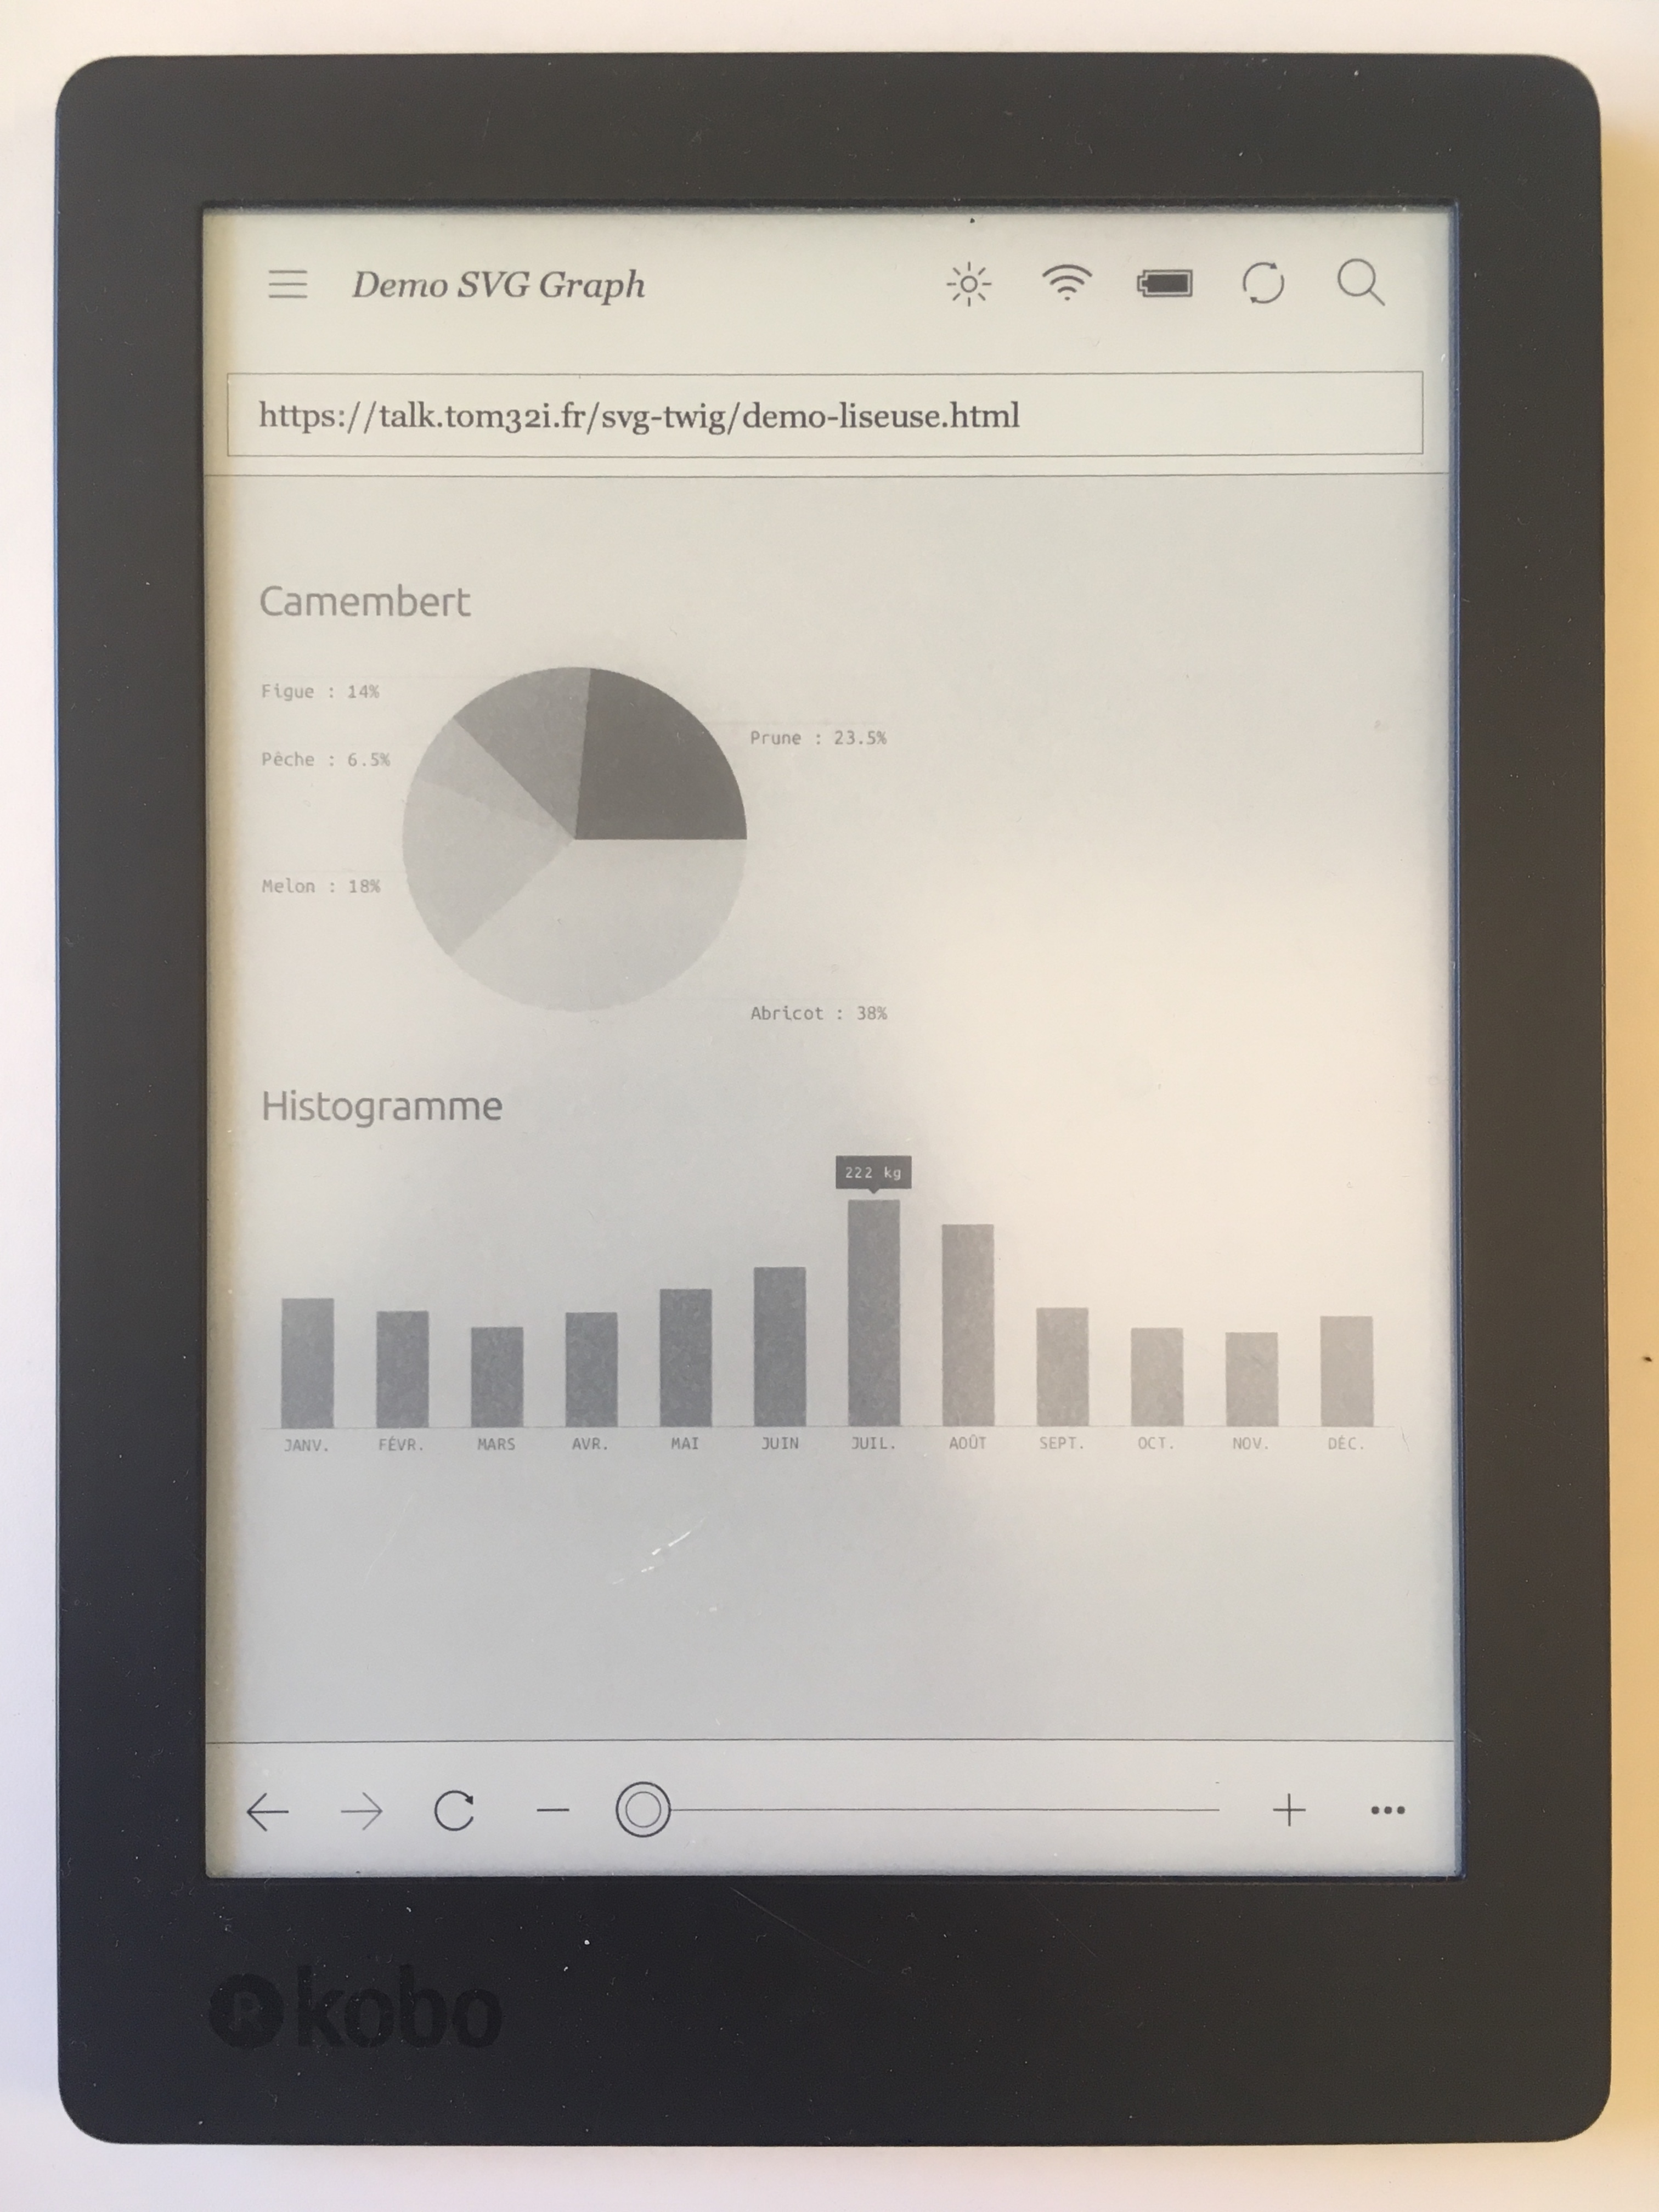 Demo SVG Graph
https://talk.tom32i.fr/svg-twig/demo-liseuse.html
Camembert
Figue : 14%
Prune : 23.5%
Pêche : 6.5%
Melon : 18%
Abricot : 38%
Histogramme
222 kg
JANV. FÉVR. MARS AVR. MAI JUIN JUIL. AOÛT SEPT. OCT. NOV. DÉC.
R kobo